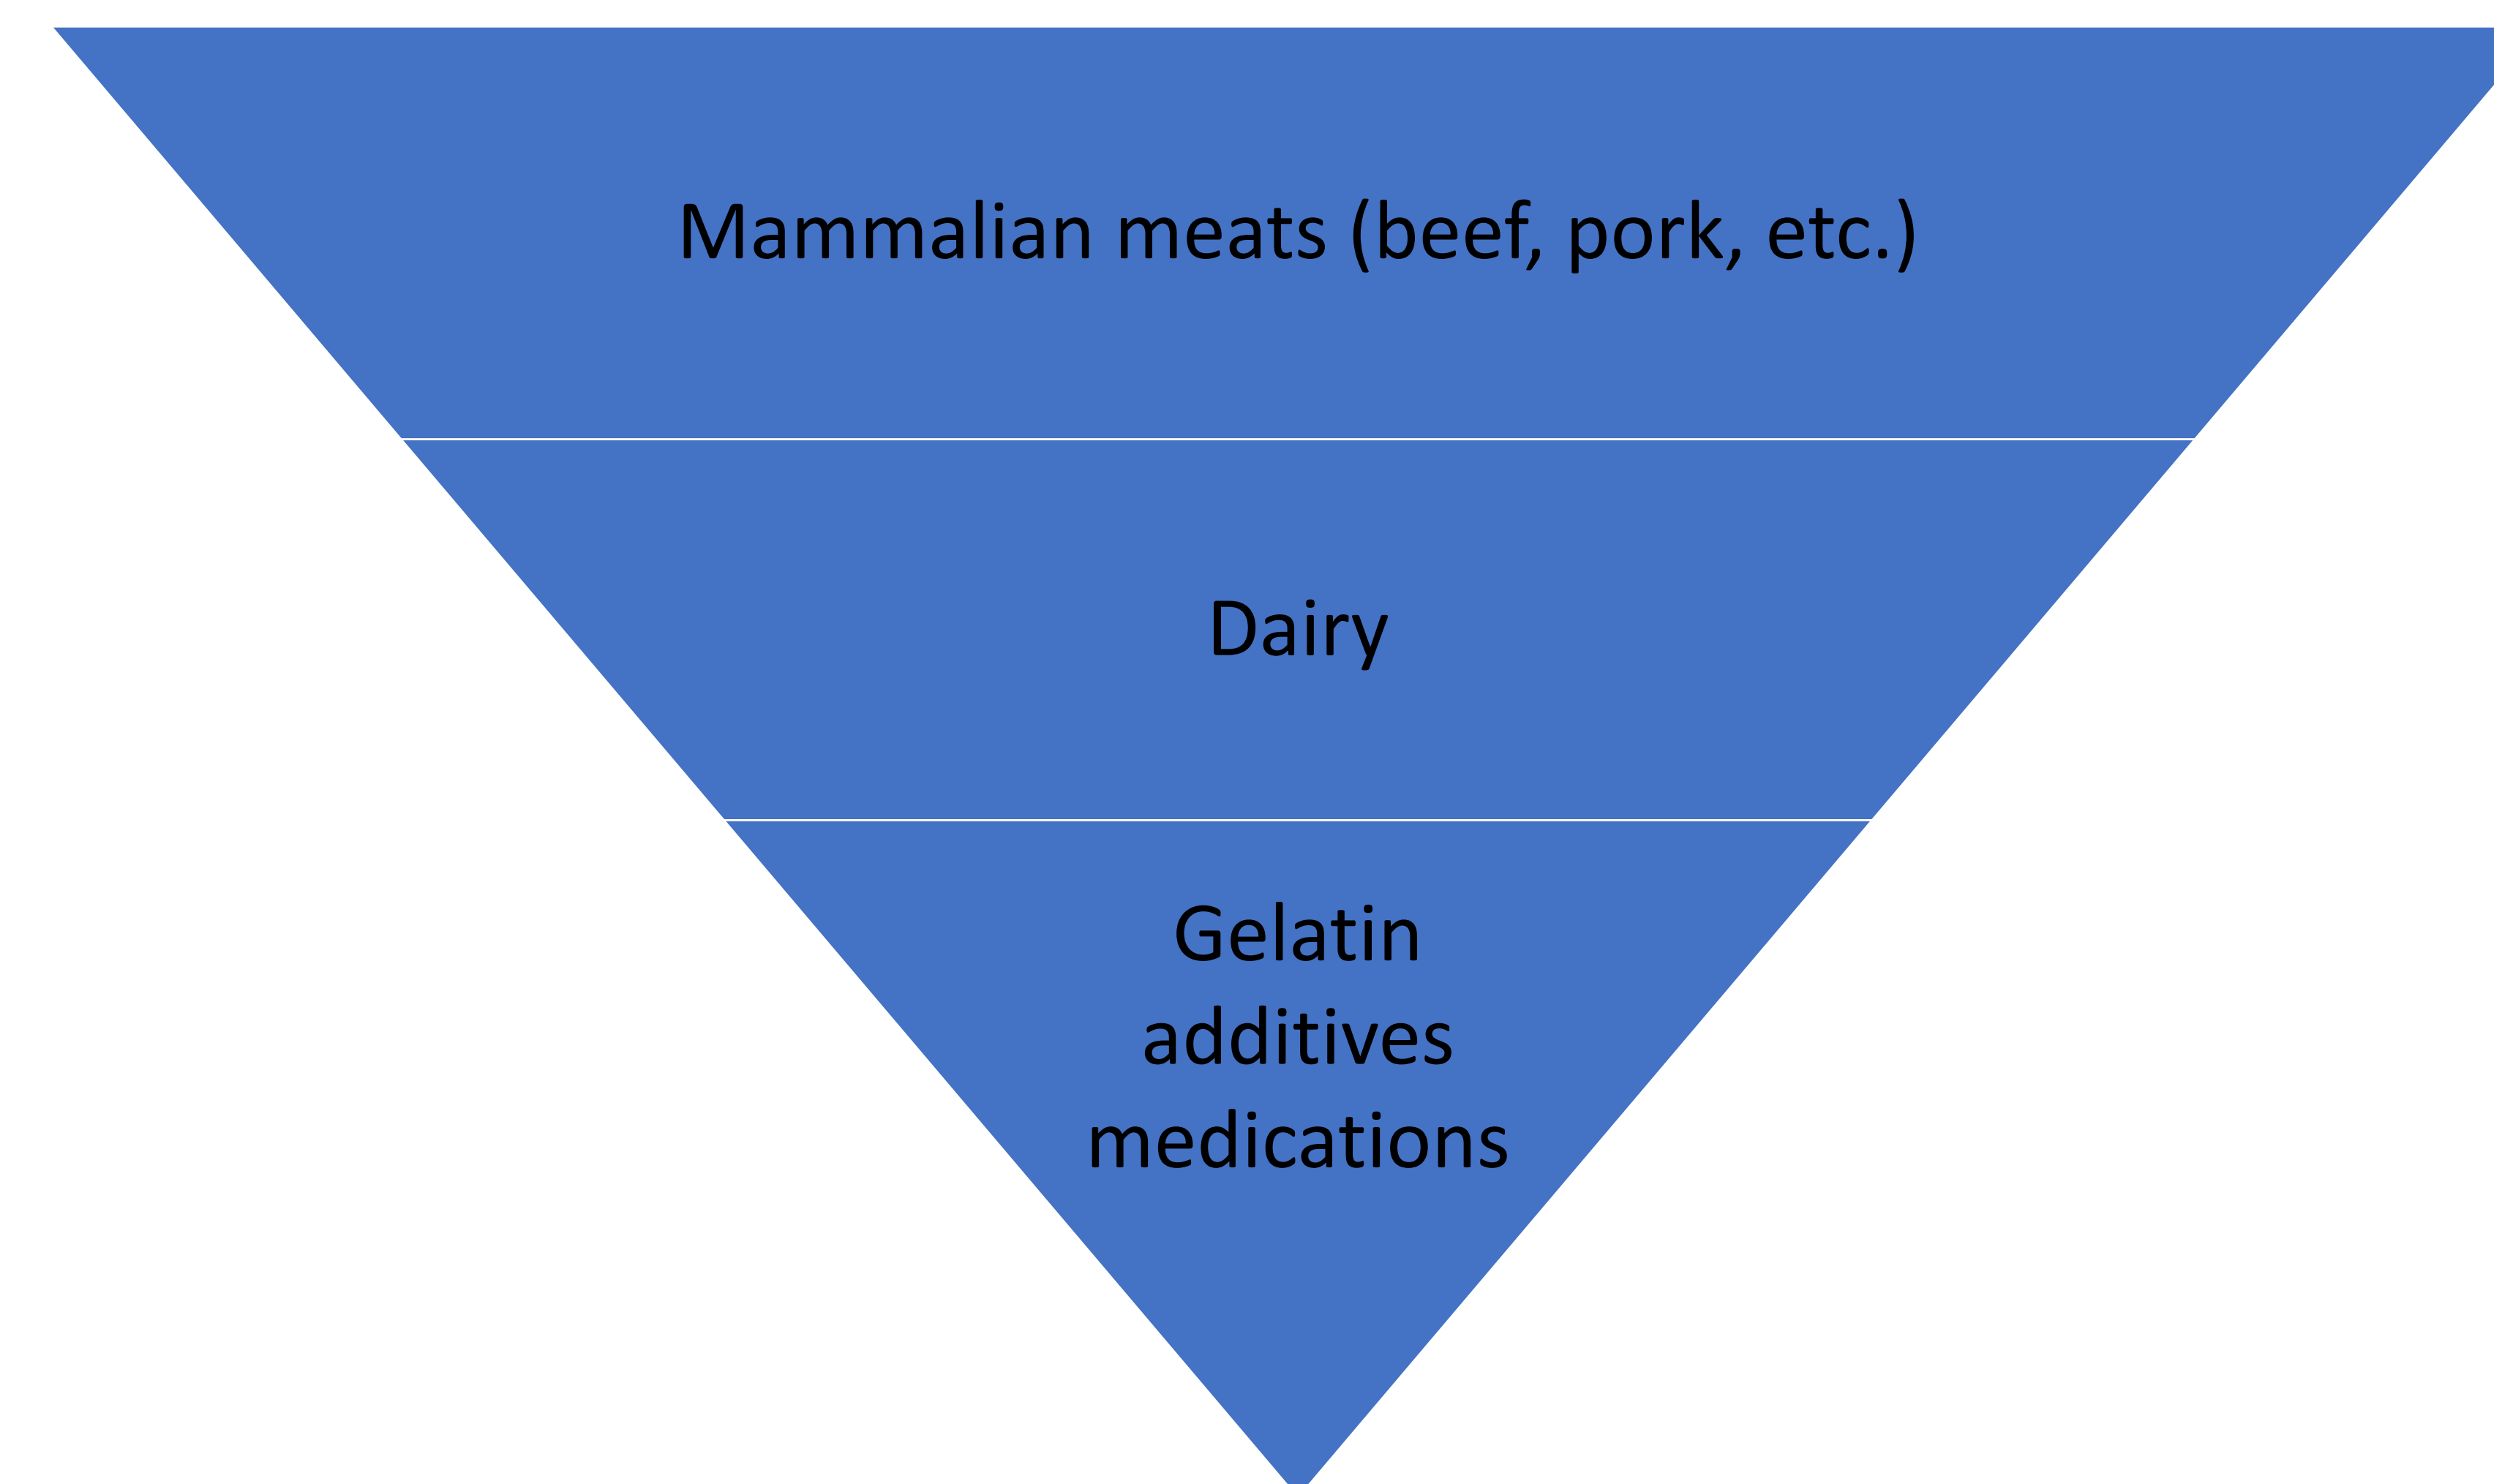 Mammalian meats (beef, pork, etc.)
Dairy
Gelatin
additives
medications